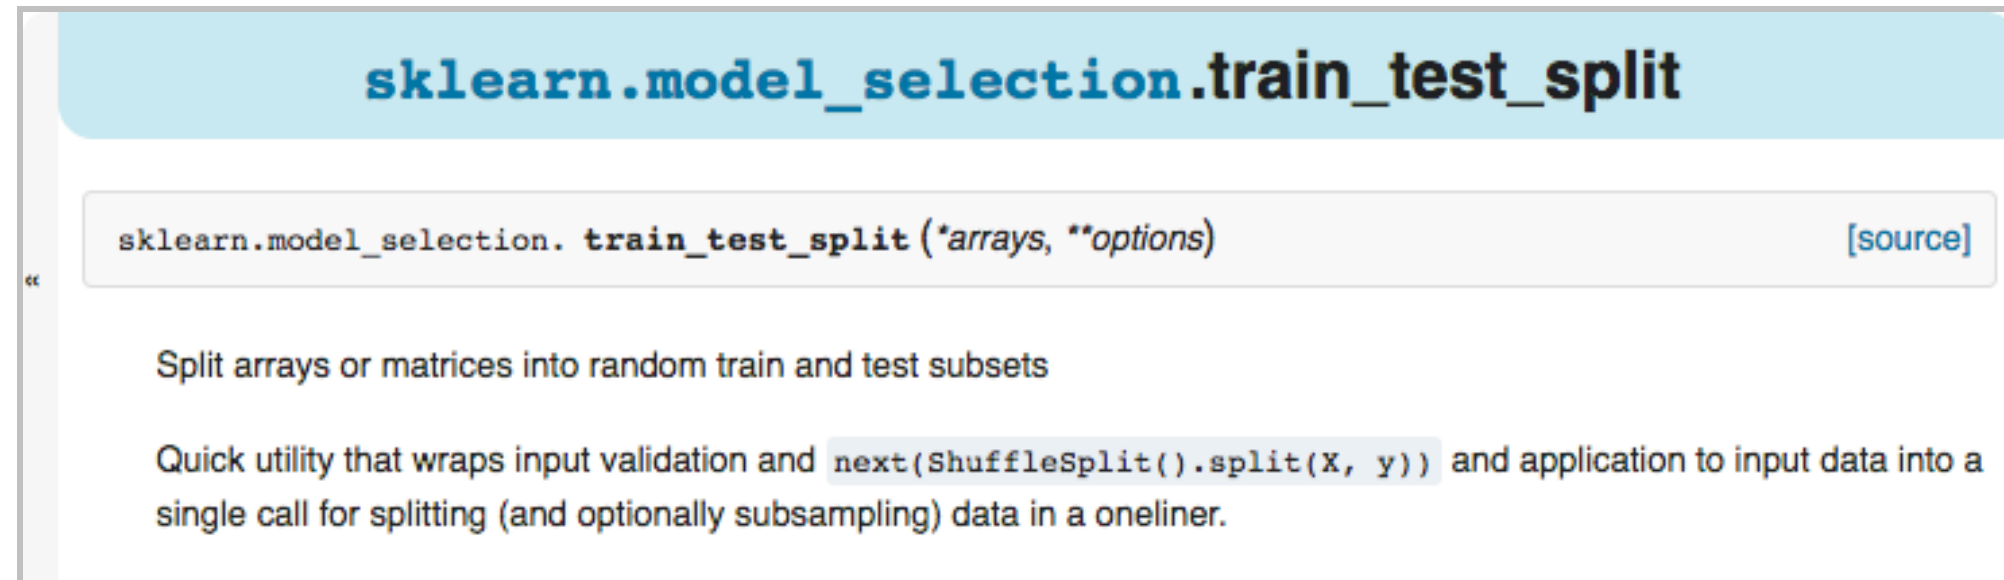 sklearn.model_selection.train_test_split
sklearn.model_selection. train_test_split (*arrays, **options) [source]
«
Split arrays or matrices into random train and test subsets
Quick utility that wraps input validation and next(ShuffleSplit().split(X, y)) and application to input data into a
single call for splitting (and optionally subsampling) data in a oneliner.